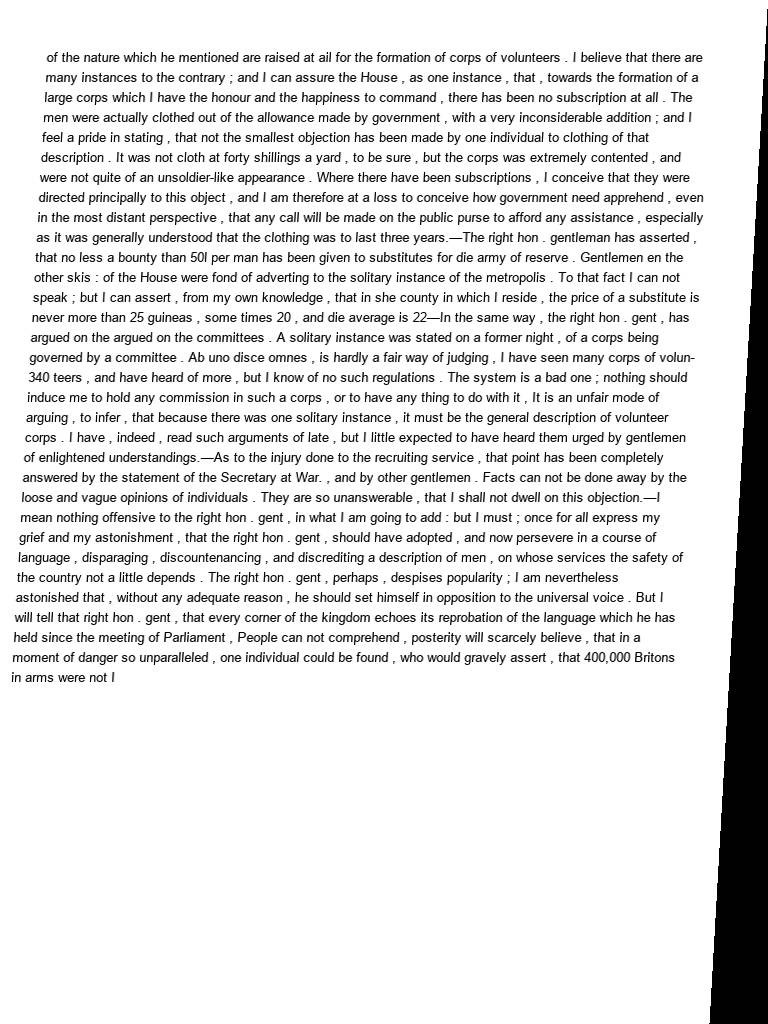 of the nature which he mentioned are raised at ail for the formation of corps of volunteers . I believe that there are
many instances to the contrary ; and I can assure the House , as one instance , that , towards the formation of a
large corps which I have the honour and the happiness to command , there has been no subscription at all . The
men were actually clothed out of the allowance made by government , with a very inconsiderable addition ; and I
feel a pride in stating , that not the smallest objection has been made by one individual to clothing of that
description . It was not cloth at forty shillings a yard , to be sure , but the corps was extremely contented , and
were not quite of an unsoldier-like appearance . Where there have been subscriptions , I conceive that they were
directed principally to this object , and I am therefore at a loss to conceive how government need apprehend , even
in the most distant perspective , that any call will be made on the public purse to afford any assistance , especially
as it was generally understood that the clothing was to last three years.—The right hon . gentleman has asserted ,
that no less a bounty than 50l per man has been given to substitutes for die army of reserve . Gentlemen en the
other skis : of the House were fond of adverting to the solitary instance of the metropolis . To that fact I can not
speak ; but I can assert , from my own knowledge , that in she county in which I reside , the price of a substitute is
never more than 25 guineas , some times 20 , and die average is 22—In the same way , the right hon . gent , has
argued on the argued on the committees . A solitary instance was stated on a former night , of a corps being
governed by a committee . Ab uno disce omnes , is hardly a fair way of judging , I have seen many corps of volun-
340 teers , and have heard of more , but I know of no such regulations . The system is a bad one ; nothing should
induce me to hold any commission in such a corps , or to have any thing to do with it , It is an unfair mode of
arguing , to infer , that because there was one solitary instance , it must be the general description of volunteer
corps . I have , indeed , read such arguments of late , but I little expected to have heard them urged by gentlemen
of enlightened understandings.—As to the injury done to the recruiting service , that point has been completely
answered by the statement of the Secretary at War. , and by other gentlemen . Facts can not be done away by the
loose and vague opinions of individuals . They are so unanswerable , that I shall not dwell on this objection.—I
mean nothing offensive to the right hon . gent , in what I am going to add : but I must ; once for all express my
grief and my astonishment , that the right hon . gent , should have adopted , and now persevere in a course of
language , disparaging , discountenancing , and discrediting a description of men , on whose services the safety of
the country not a little depends . The right hon . gent , perhaps , despises popularity ; I am nevertheless
astonished that , without any adequate reason , he should set himself in opposition to the universal voice . But I
will tell that right hon . gent , that every corner of the kingdom echoes its reprobation of the language which he has
held since the meeting of Parliament , People can not comprehend , posterity will scarcely believe , that in a
moment of danger so unparalleled , one individual could be found , who would gravely assert , that 400,000 Britons
in arms were not I